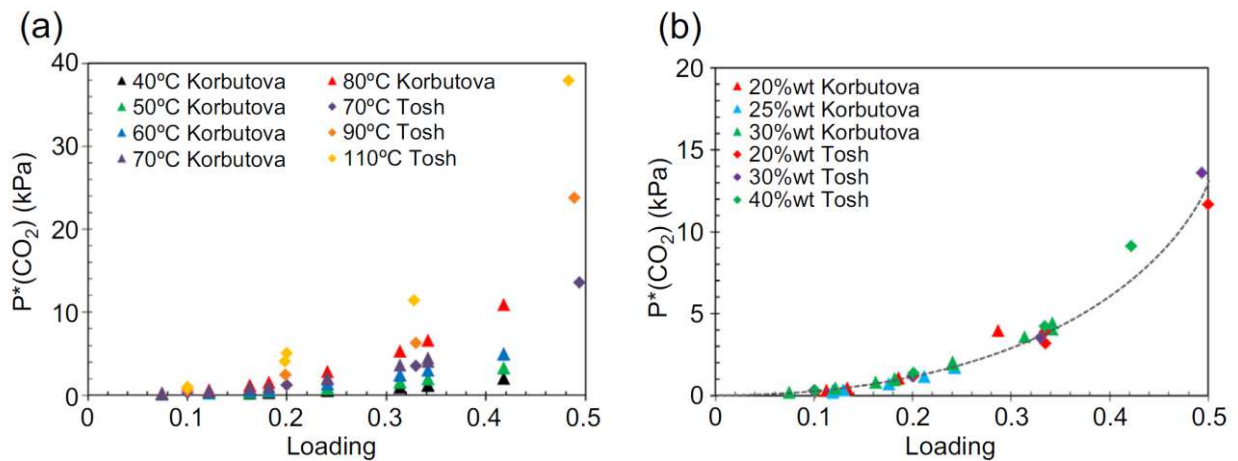 (a)
40
30
20
10
0
P*(CO₂) (kPa)
40ºC Korbutova
50ºC Korbutova
60ºC Korbutova
70ºC Korbutova
80ºC Korbutova
70ºC Tosh
90ºC Tosh
110ºC Tosh
0 0.1 0.2 0.3 0.4 0.5
Loading
(b)
20
15
10
5
0
P*(CO₂) (kPa)
20%wt Korbutova
25%wt Korbutova
30%wt Korbutova
20%wt Tosh
30%wt Tosh
40%wt Tosh
0 0.1 0.2 0.3 0.4 0.5
Loading